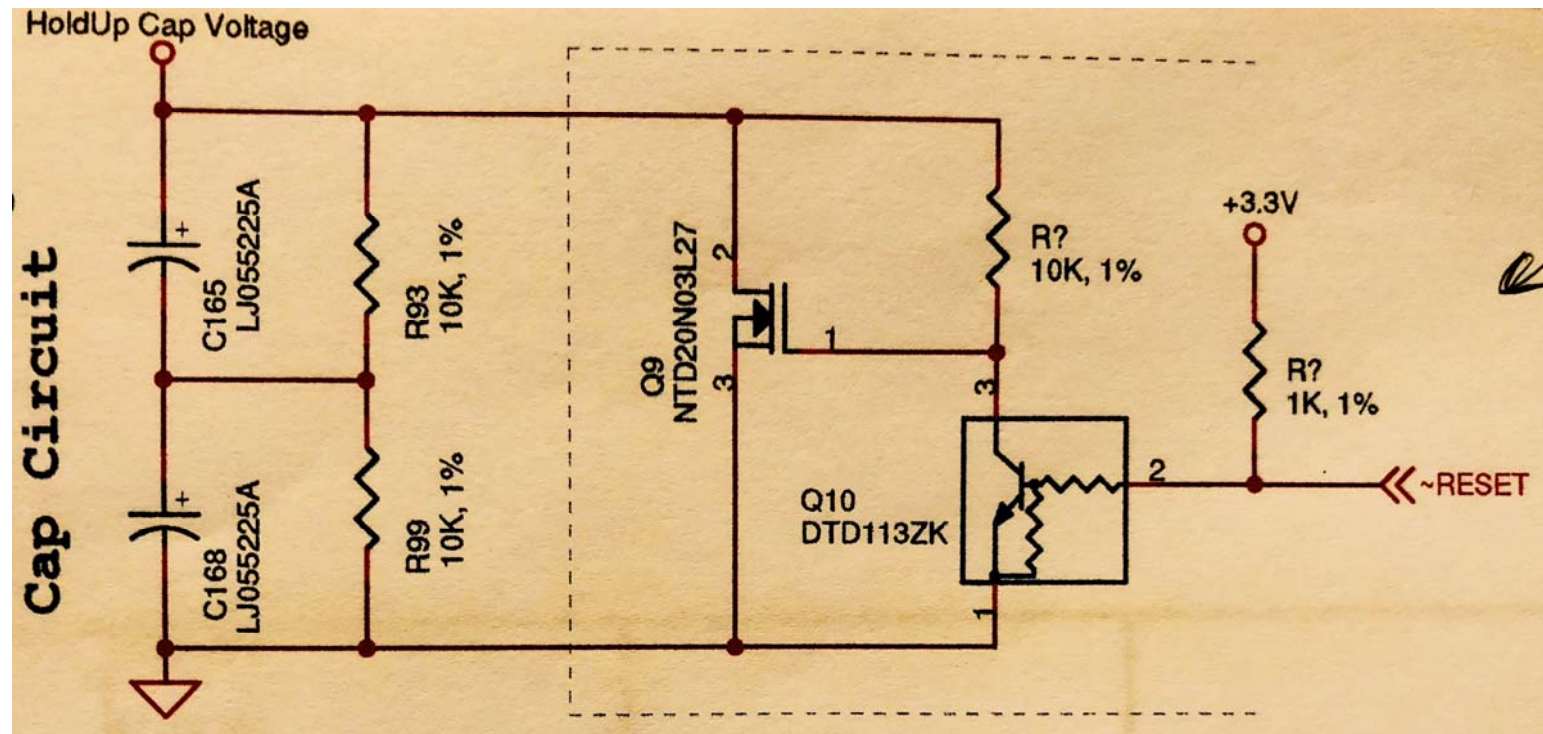 HoldUp Cap Voltage
Cap Circuit
+
C165
LJ055225A
R93
10K, 1%
+
C168
LJ055225A
R99
10K, 1%
2
1
3
Q9
NTD20N03L27
R?
10K, 1%
3
Q10
DTD113ZK
2
1
+3.3V
R?
1K, 1%
~RESET